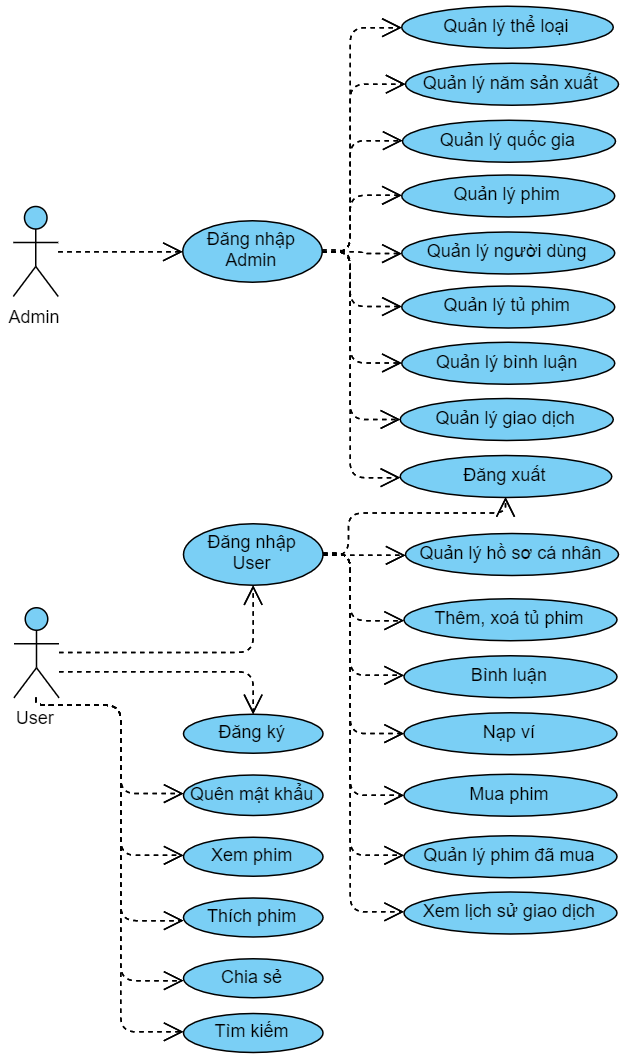 Quản lý thể loại
Quản lý năm sản xuất
Quản lý quốc gia
Quản lý phim
Đăng nhập
Admin
Quản lý người dùng
Admin
Quản lý tủ phim
Quản lý bình luận
Quản lý giao dịch
Đăng xuất
Đăng nhập
User
Quản lý hồ sơ cá nhân
Thêm, xoá tủ phim
Bình luận
User
Đăng ký
Nạp ví
Quên mật khẩu
Mua phim
Xem phim
Quản lý phim đã mua
Thích phim
Xem lịch sử giao dịch
Chia sẻ
Tìm kiếm